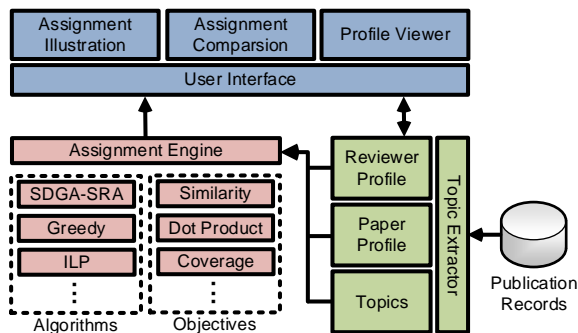 Assignment
Illustration
Assignment
Comparsion
Profile Viewer
User Interface
Assignment Engine
SDGA-SRA
Greedy
ILP
Algorithms
Similarity
Dot Product
Coverage
Objectives
Reviewer
Profile
Paper
Profile
Topics
Topic Extractor
Publication
Records